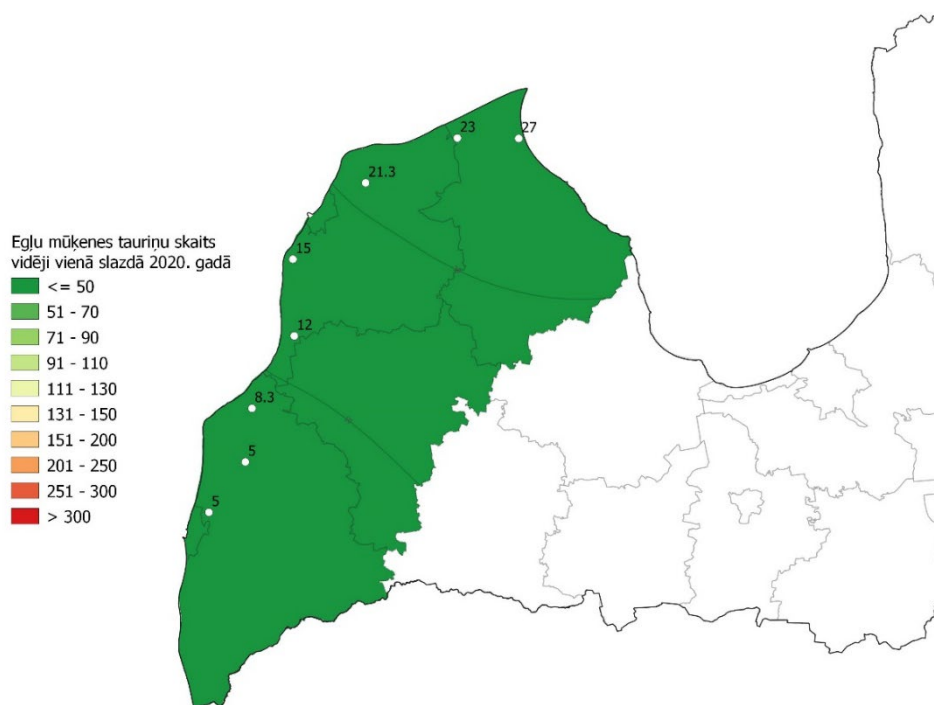 23
27
21.3
Egļu mūķenes tauriņu skaits
vidēji vienā slazdā 2020. gadā
15
<= 50
51 - 70
71 - 90
12
91 - 110
111 - 130
131 - 150
8.3
151 - 200
201 - 250
5
251 - 300
5
> 300